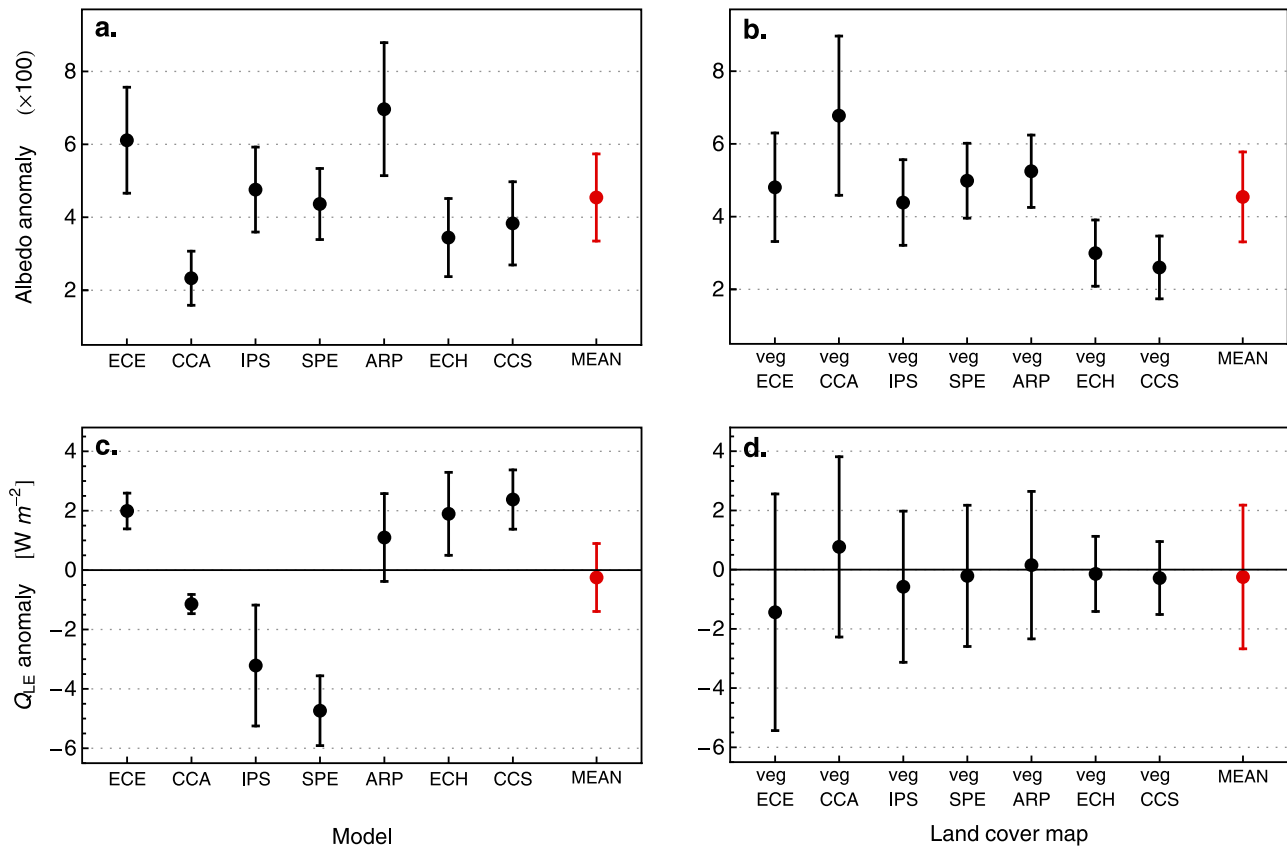 a.
Albedo anomaly (×100)
8
6
4
2
ECE CCA IPS SPE ARP ECH CCS MEAN
b.
8
6
4
2
veg veg veg veg veg veg veg MEAN
ECE CCA IPS SPE ARP ECH CCS
c.
Q_LE anomaly [W m⁻²]
4
2
0
−2
−4
−6
ECE CCA IPS SPE ARP ECH CCS MEAN
Model
d.
4
2
0
−2
−4
−6
veg veg veg veg veg veg veg MEAN
ECE CCA IPS SPE ARP ECH CCS
Land cover map